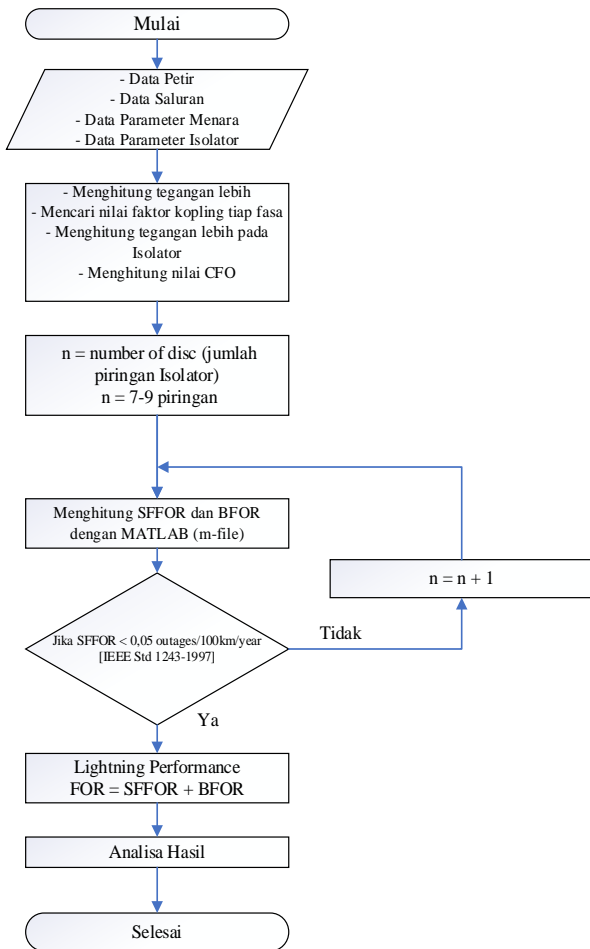 Mulai
- Data Petir
- Data Saluran
- Data Parameter Menara
- Data Parameter Isolator
- Menghitung tegangan lebih
- Mencari nilai faktor kopling tiap fasa
- Menghitung tegangan lebih pada
Isolator
- Menghitung nilai CFO
n = number of disc (jumlah
piringan Isolator)
n = 7-9 piringan
Menghitung SFFOR dan BFOR
dengan MATLAB (m-file)
n = n + 1
Jika SFFOR < 0,05 outages/100km/year
[IEEE Std 1243-1997]
Tidak
Ya
Lightning Performance
FOR = SFFOR + BFOR
Analisa Hasil
Selesai